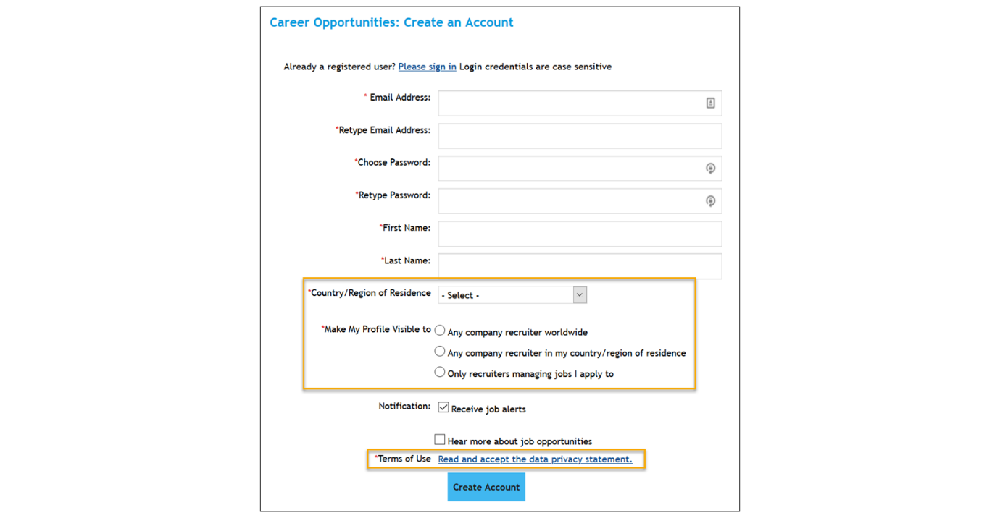 Career Opportunities: Create an Account
Already a registered user? Please sign in Login credentials are case sensitive
* Email Address:
*Retype Email Address:
*Choose Password:
*Retype Password:
*First Name:
*Last Name:
*Country/Region of Residence - Select -
*Make My Profile Visible to Any company recruiter worldwide
Any company recruiter in my country/region of residence
Only recruiters managing jobs I apply to
Notification: Receive job alerts
Hear more about job opportunities
*Terms of Use Read and accept the data privacy statement.
Create Account